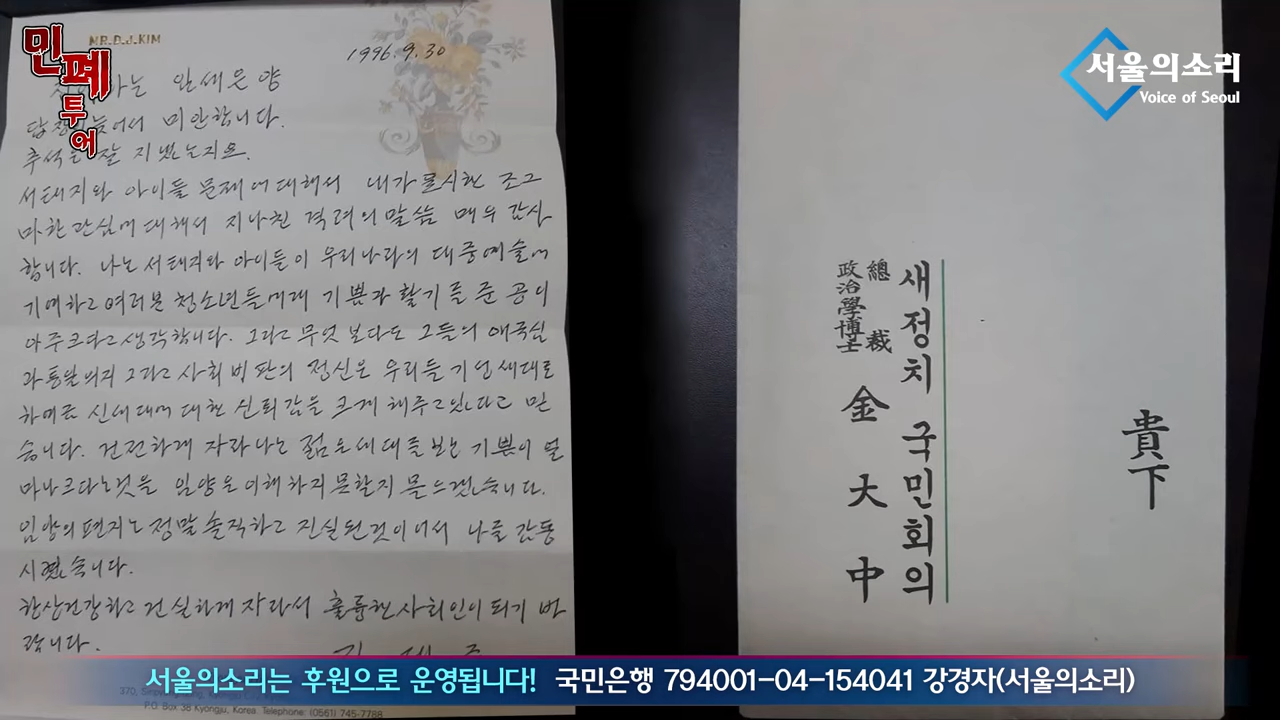 민폐
투어
서울의소리
Voice of Seoul
MR.D.J.KIM
1996.9.30
하는 임세은 양
늦어서 미안합니다.
추석은 잘 지냈는지요.
서태지와 아이들 문제에 대해서 내가 표시한 조그
마한 관심에 대해서 지나친 격려의 말씀 매우 감사
합니다. 나는 서태지와 아이들이 우리나라의 대중예술에
기여하고 여러분 청소년들에게 기쁨과 활기를 준 공이
아주 크다고 생각합니다. 그리고 무엇 보다도 그들의 애국심
과 통일의지 그리고 사회비판의 정신은 우리들 기성세대로
하여금 신세대에 대한 신뢰감을 크게 해주고 있다고 믿
습니다. 건전하게 자라나는 젊은 세대를 보는 기쁨이 얼
마나 크다는 것을 임양은 이해하지 못할지 모르겠습니다.
임양의 편지는 정말 솔직하고 진실된 것이어서 나를 감동
시켰습니다.
항상 건강하고 건실하게 자라서 훌륭한 사회인이 되기 바
랍니다.
김대중
P.O. Box 38 Kyongju, Korea. Telephone: (0561) 745-7788
貴下
새정치 국민회의
總裁
政治學博士
金大中
서울의소리는 후원으로 운영됩니다! 국민은행 794001-04-154041 강경자(서울의소리)